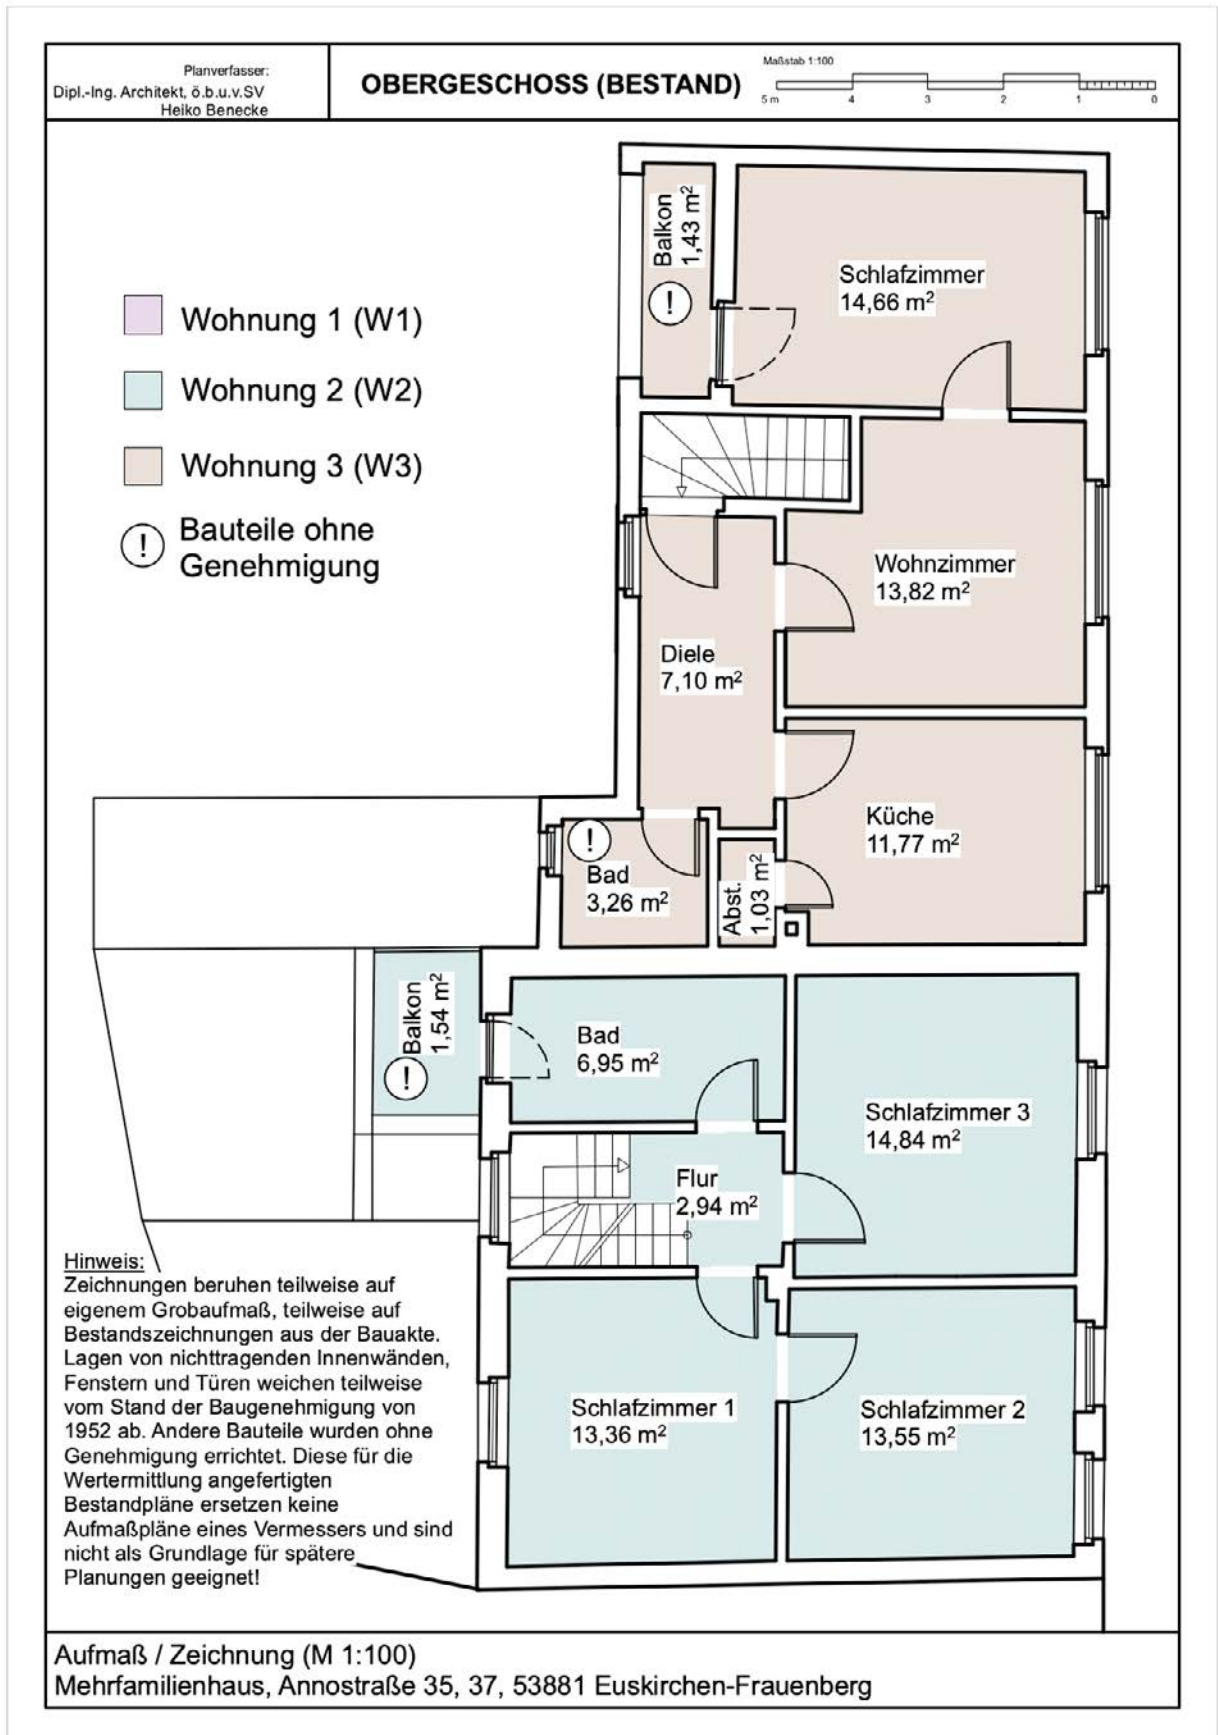 Planverfasser:
Dipl.-Ing. Architekt, ö.b.u.v.SV
Heiko Benecke
OBERGESCHOSS (BESTAND)
Maßstab 1:100
5 m 4 3 2 1 0
Balkon
1,43 m²
!
Schlafzimmer
14,66 m²
Wohnung 1 (W1)
Wohnung 2 (W2)
Wohnung 3 (W3)
! Bauteile ohne
Genehmigung
Wohnzimmer
13,82 m²
Diele
7,10 m²
Küche
11,77 m²
!
Bad
3,26 m²
Abst.
1,03 m²
Balkon
1,54 m²
!
Bad
6,95 m²
Schlafzimmer 3
14,84 m²
Flur
2,94 m²
Hinweis:
Zeichnungen beruhen teilweise auf
eigenem Grobaufmaß, teilweise auf
Bestandszeichnungen aus der Bauakte.
Lagen von nichttragenden Innenwänden,
Fenstern und Türen weichen teilweise
vom Stand der Baugenehmigung von
1952 ab. Andere Bauteile wurden ohne
Genehmigung errichtet. Diese für die
Wertermittlung angefertigten
Bestandpläne ersetzen keine
Aufmaßpläne eines Vermessers und sind
nicht als Grundlage für spätere
Planungen geeignet!
Schlafzimmer 1
13,36 m²
Schlafzimmer 2
13,55 m²
Aufmaß / Zeichnung (M 1:100)
Mehrfamilienhaus, Annostraße 35, 37, 53881 Euskirchen-Frauenberg